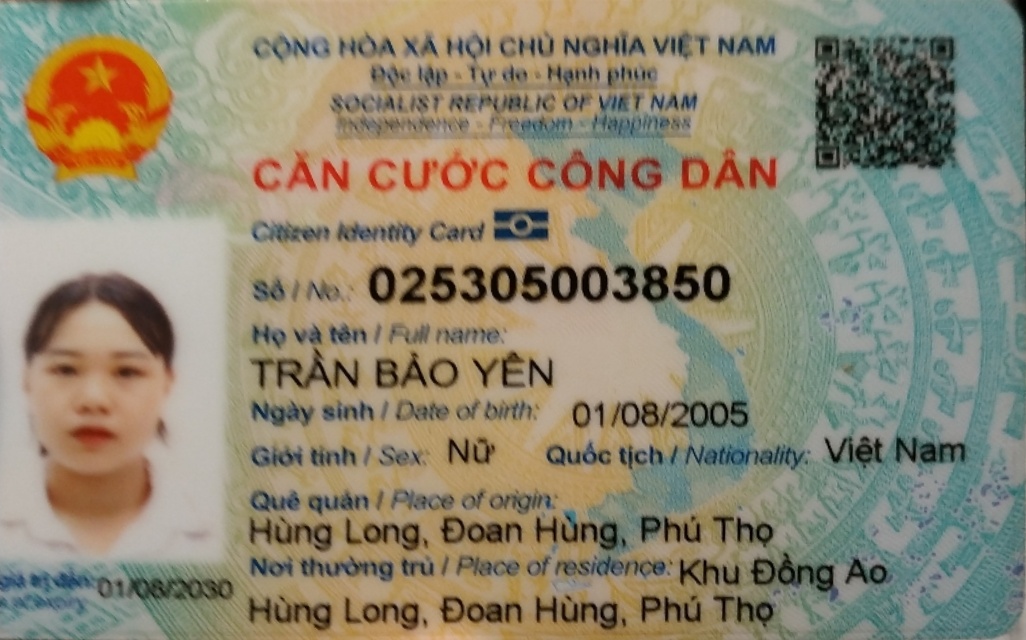 CỘNG HÒA XÃ HỘI CHỦ NGHĨA VIỆT NAM
Độc lập - Tự do - Hạnh phúc
SOCIALIST REPUBLIC OF VIET NAM
Independence - Freedom - Happiness
CĂN CƯỚC CÔNG DÂN
Citizen Identity Card
Số / No.: 025305003850
Họ và tên / Full name:
TRẦN BẢO YÊN
Ngày sinh / Date of birth: 01/08/2005
Giới tính / Sex: Nữ Quốc tịch / Nationality: Việt Nam
Quê quán / Place of origin:
Hùng Long, Đoan Hùng, Phú Thọ
Nơi thường trú / Place of residence: Khu Đồng Ao
Hùng Long, Đoan Hùng, Phú Thọ
giá trị đến: 01/08/2030